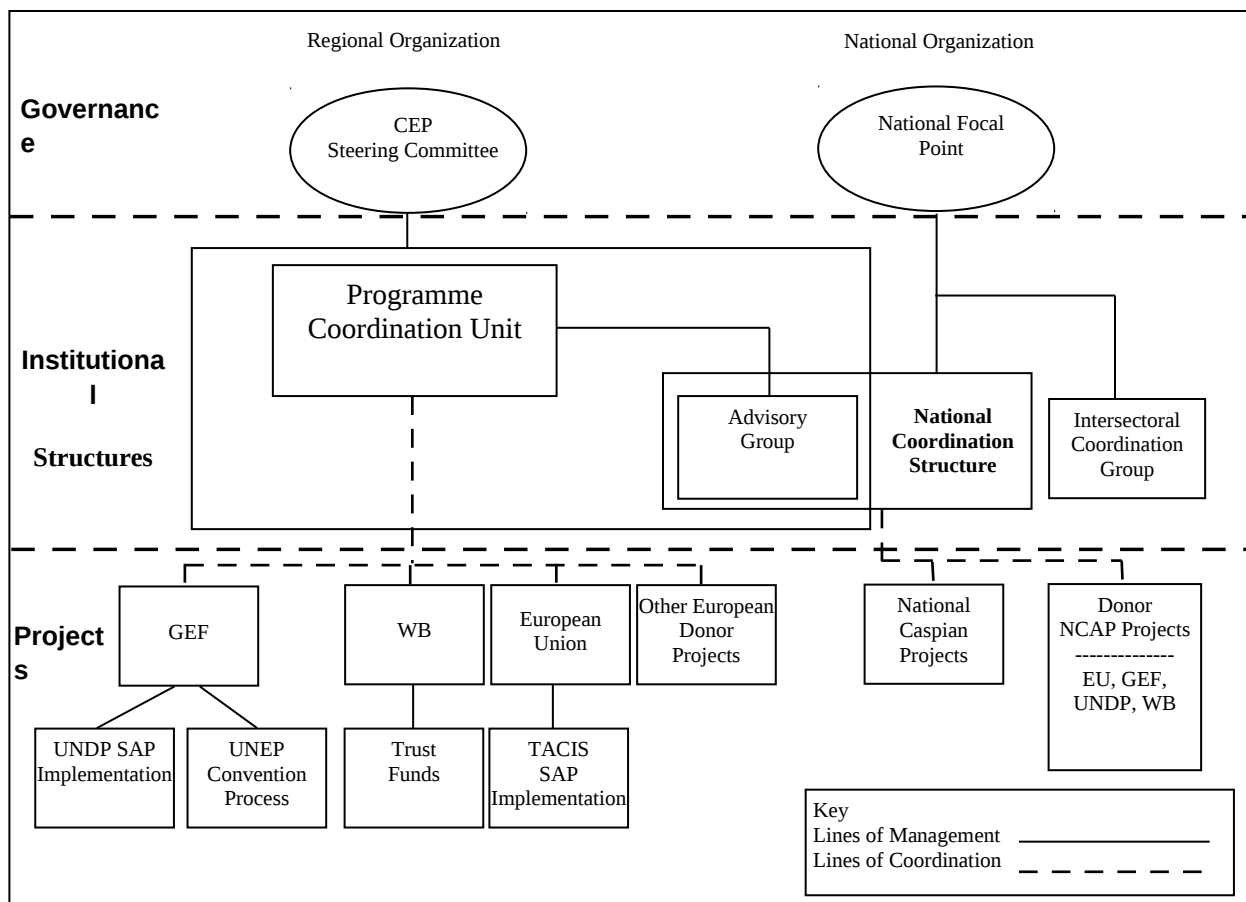 Regional Organization
National Organization
Governanc
e
CEP
Steering Committee
National Focal
Point
Programme
Coordination Unit
Institutiona
l
Structures
Advisory
Group
National
Coordination
Structure
Intersectoral
Coordination
Group
Project
s
GEF
WB
European
Union
Other European
Donor
Projects
National
Caspian
Projects
Donor
NCAP Projects
--------------
EU, GEF,
UNDP, WB
UNDP SAP
Implementation
UNEP
Convention
Process
Trust
Funds
TACIS
SAP
Implementation
Key
Lines of Management
Lines of Coordination